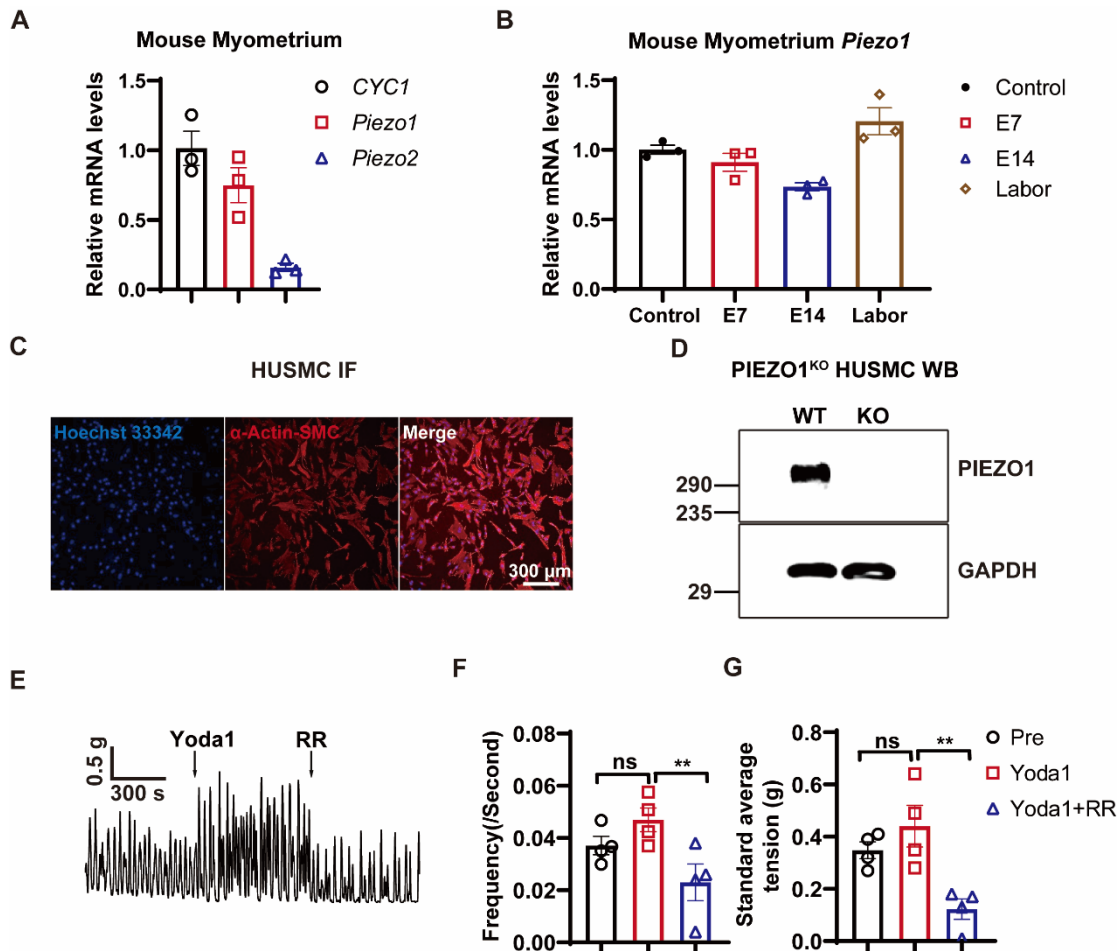 A
Mouse Myometrium
Relative mRNA levels
1.5
1.0
0.5
0.0
CYC1
Piezo1
Piezo2
B
Mouse Myometrium Piezo1
Relative mRNA levels
1.5
1.0
0.5
0.0
Control
E7
E14
Labor
Control
E7
E14
Labor
C
HUSMC IF
Hoechst 33342
α-Actin-SMC
Merge
300 μm
D
PIEZO1KO HUSMC WB
WT KO
290
235
PIEZO1
29
GAPDH
E
0.5 g
300 s
Yoda1
RR
F
Frequency(/Second)
0.08
0.06
0.04
0.02
0.00
ns
**
G
Standard average
tension (g)
0.8
0.6
0.4
0.2
0.0
ns
**
Pre
Yoda1
Yoda1+RR